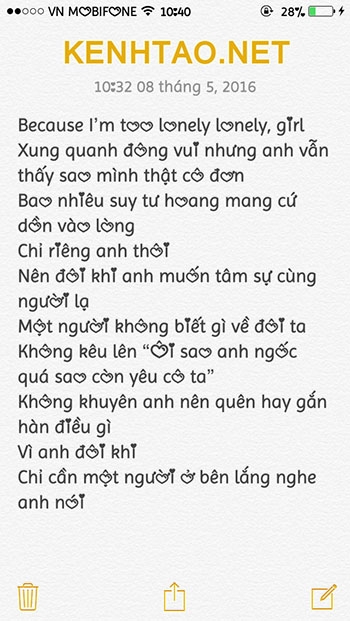 VN MOBIFONE 10:40 28%
KENHTAO.NET
10:32 08 tháng 5, 2016
Because I'm too lonely lonely, girl
Xung quanh đông vui nhưng anh vẫn
thấy sao mình thật cô đơn
Bao nhiêu suy tư hoang mang cứ
dồn vào lòng
Chỉ riêng anh thôi
Nên đôi khi anh muốn tâm sự cùng
người lạ
Một người không biết gì về đôi ta
Không kêu lên “Ôi sao anh ngốc
quá sao còn yêu cô ta”
Không khuyên anh nên quên hay gắn
hàn điều gì
Vì anh đôi khi
Chỉ cần một người ở bên lắng nghe
anh nói